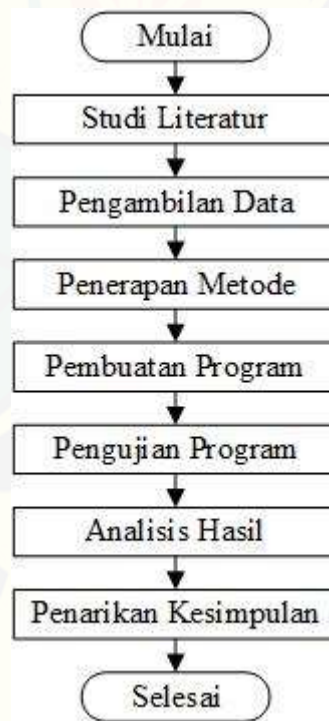 Mulai
Studi Literatur
Pengambilan Data
Penerapan Metode
Pembuatan Program
Pengujian Program
Analisis Hasil
Penarikan Kesimpulan
Selesai